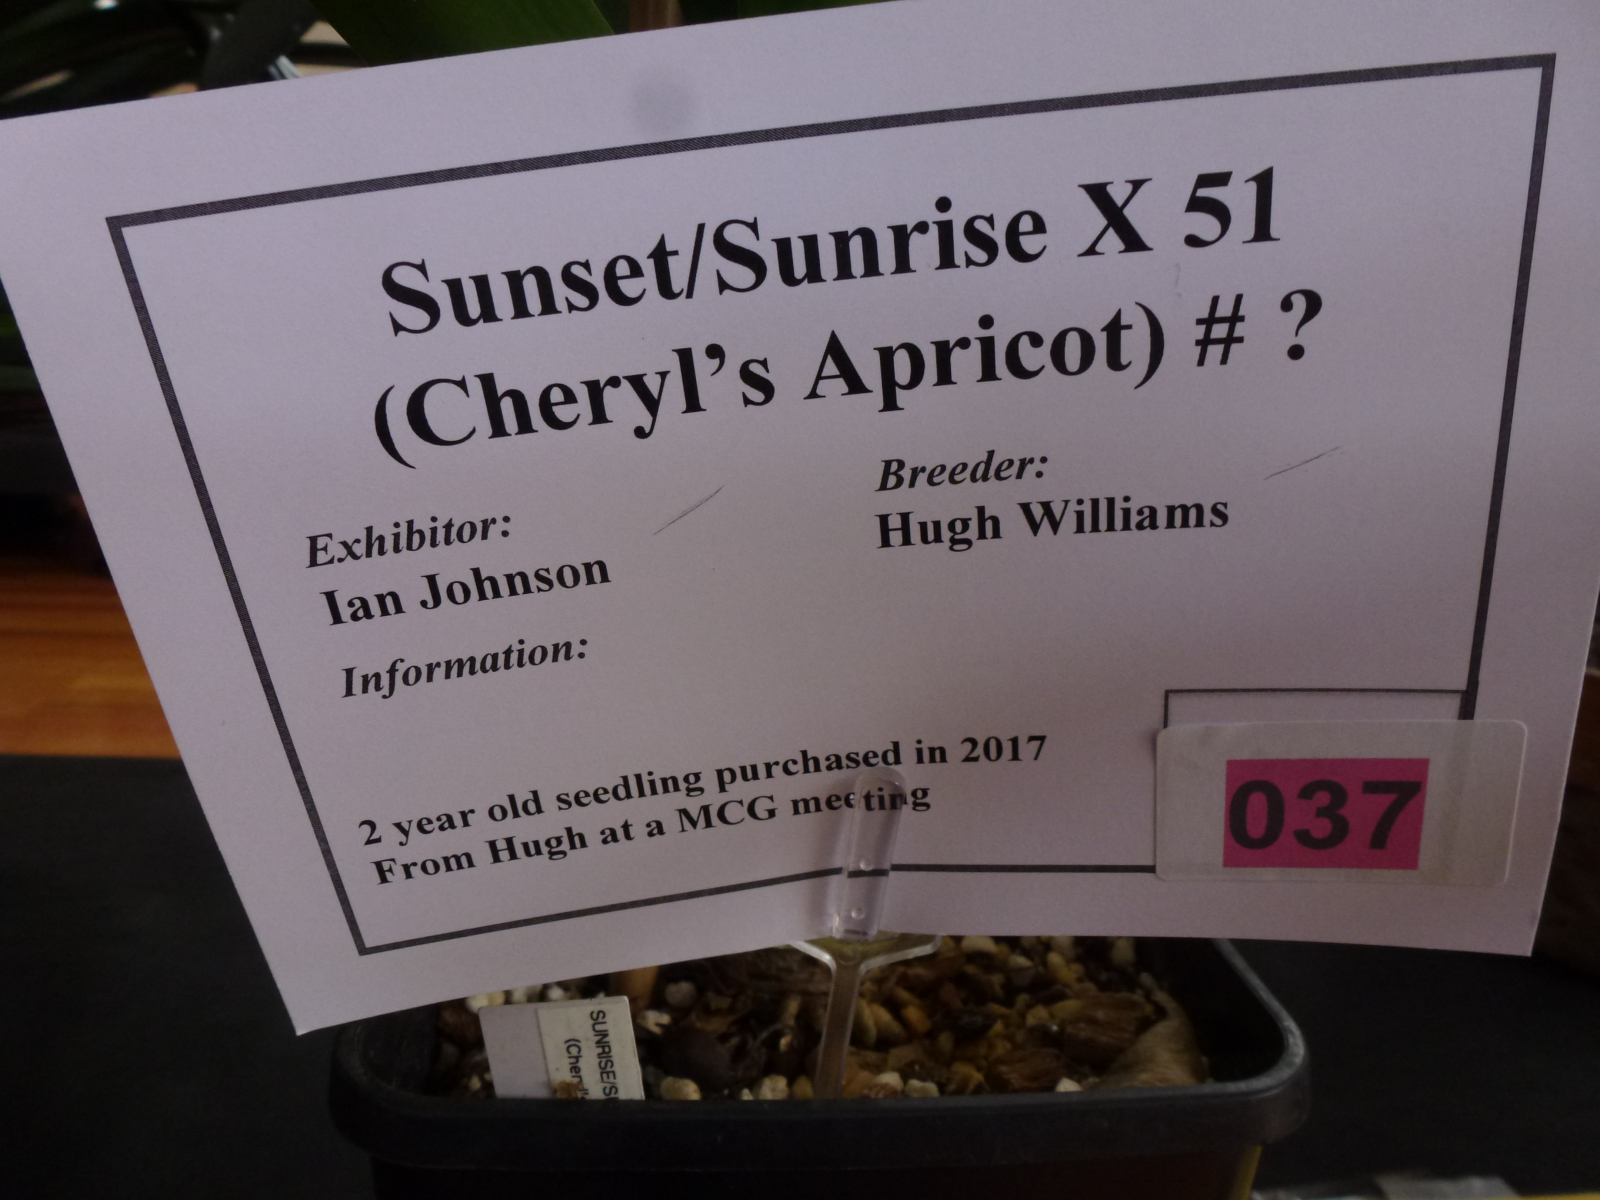 Sunset/Sunrise X 51
(Cheryl's Apricot) # ?
Exhibitor:
Ian Johnson
Breeder:
Hugh Williams
Information:
2 year old seedling purchased in 2017
From Hugh at a MCG meeting
037
SUNRISE/S